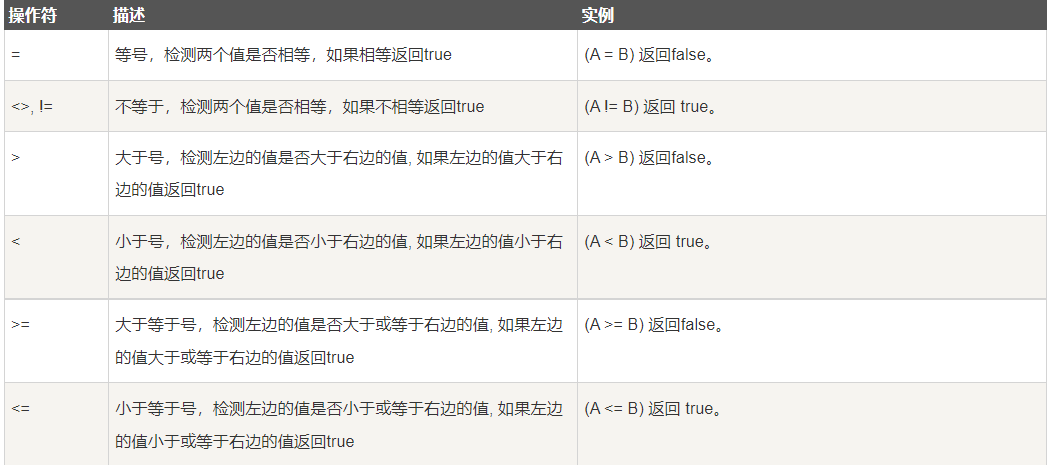 操作符 描述 实例
= 等号，检测两个值是否相等，如果相等返回true (A = B) 返回false。
<>, != 不等于，检测两个值是否相等，如果不相等返回true (A != B) 返回 true。
> 大于号，检测左边的值是否大于右边的值, 如果左边的值大于右 (A > B) 返回false。
边的值返回true
< 小于号，检测左边的值是否小于右边的值, 如果左边的值小于右 (A < B) 返回 true。
边的值返回true
>= 大于等于号，检测左边的值是否大于或等于右边的值, 如果左边 (A >= B) 返回false。
的值大于或等于右边的值返回true
<= 小于等于号，检测左边的值是否小于或等于右边的值, 如果左边 (A <= B) 返回 true。
的值小于或等于右边的值返回true